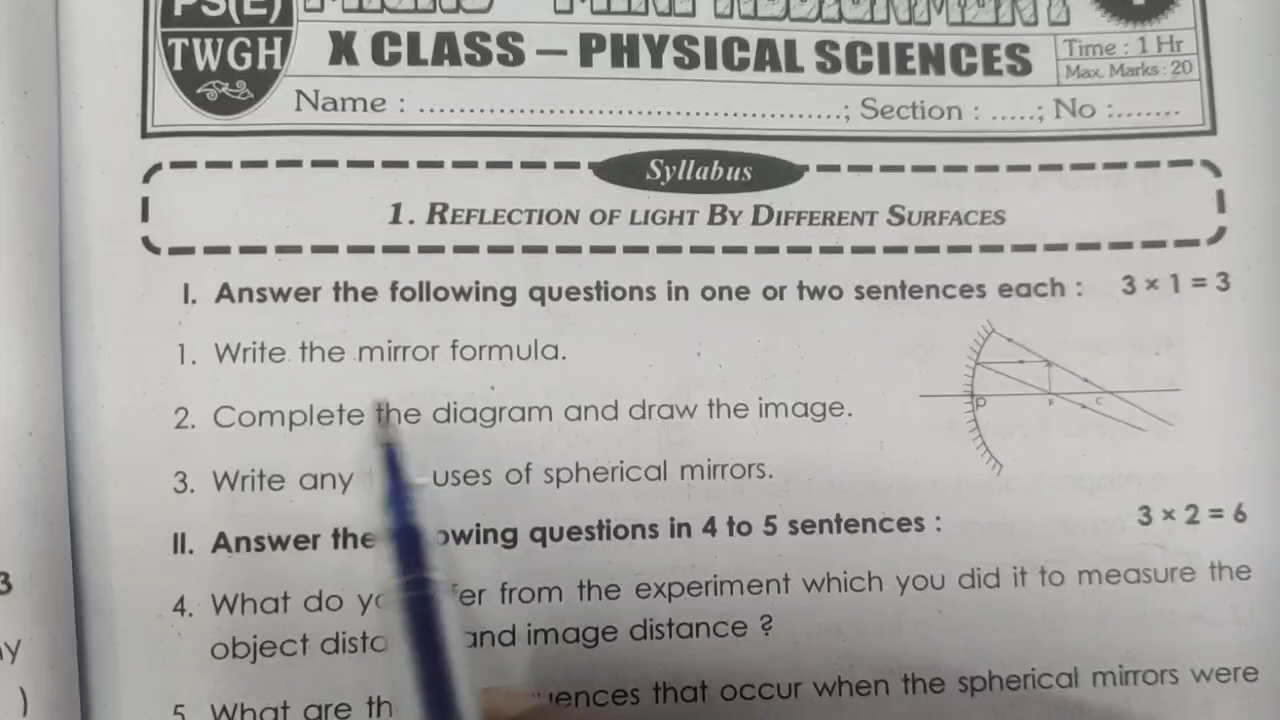 PS(E)
TWGH
X CLASS – PHYSICAL SCIENCES
Time : 1 Hr
Max. Marks : 20
Name : ................................................; Section : .....; No :.......
Syllabus
1. REFLECTION OF LIGHT BY DIFFERENT SURFACES
I. Answer the following questions in one or two sentences each : 3 × 1 = 3
1. Write the mirror formula.
2. Complete the diagram and draw the image.
P F C
3. Write any uses of spherical mirrors.
II. Answer the owing questions in 4 to 5 sentences : 3 × 2 = 6
4. What do er from the experiment which you did it to measure the
object and image distance ?
5. What are that occur when the spherical mirrors were
3
)